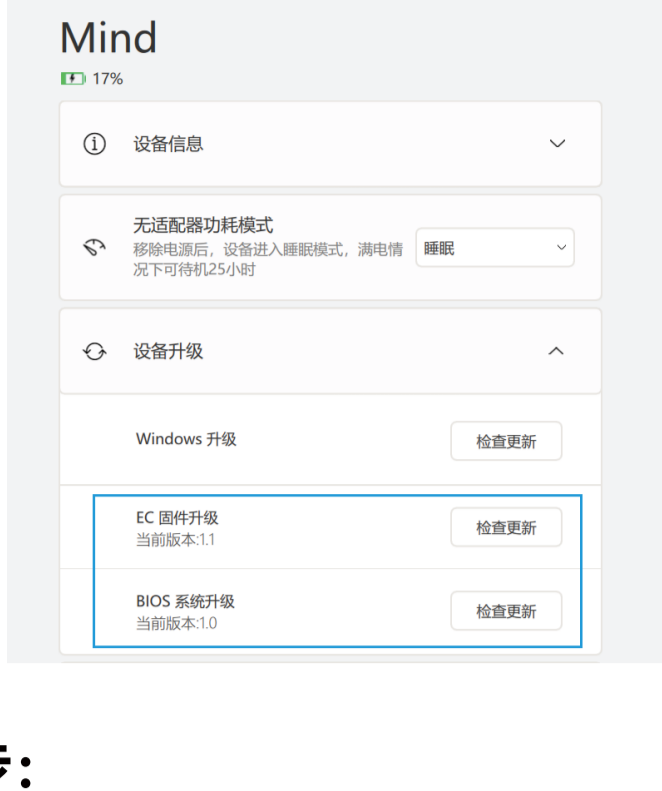 Mind
17%
设备信息
无适配器功耗模式
移除电源后，设备进入睡眠模式，满电情
况下可待机25小时
睡眠
设备升级
Windows 升级
检查更新
EC 固件升级
当前版本:1.1
检查更新
BIOS 系统升级
当前版本:1.0
检查更新